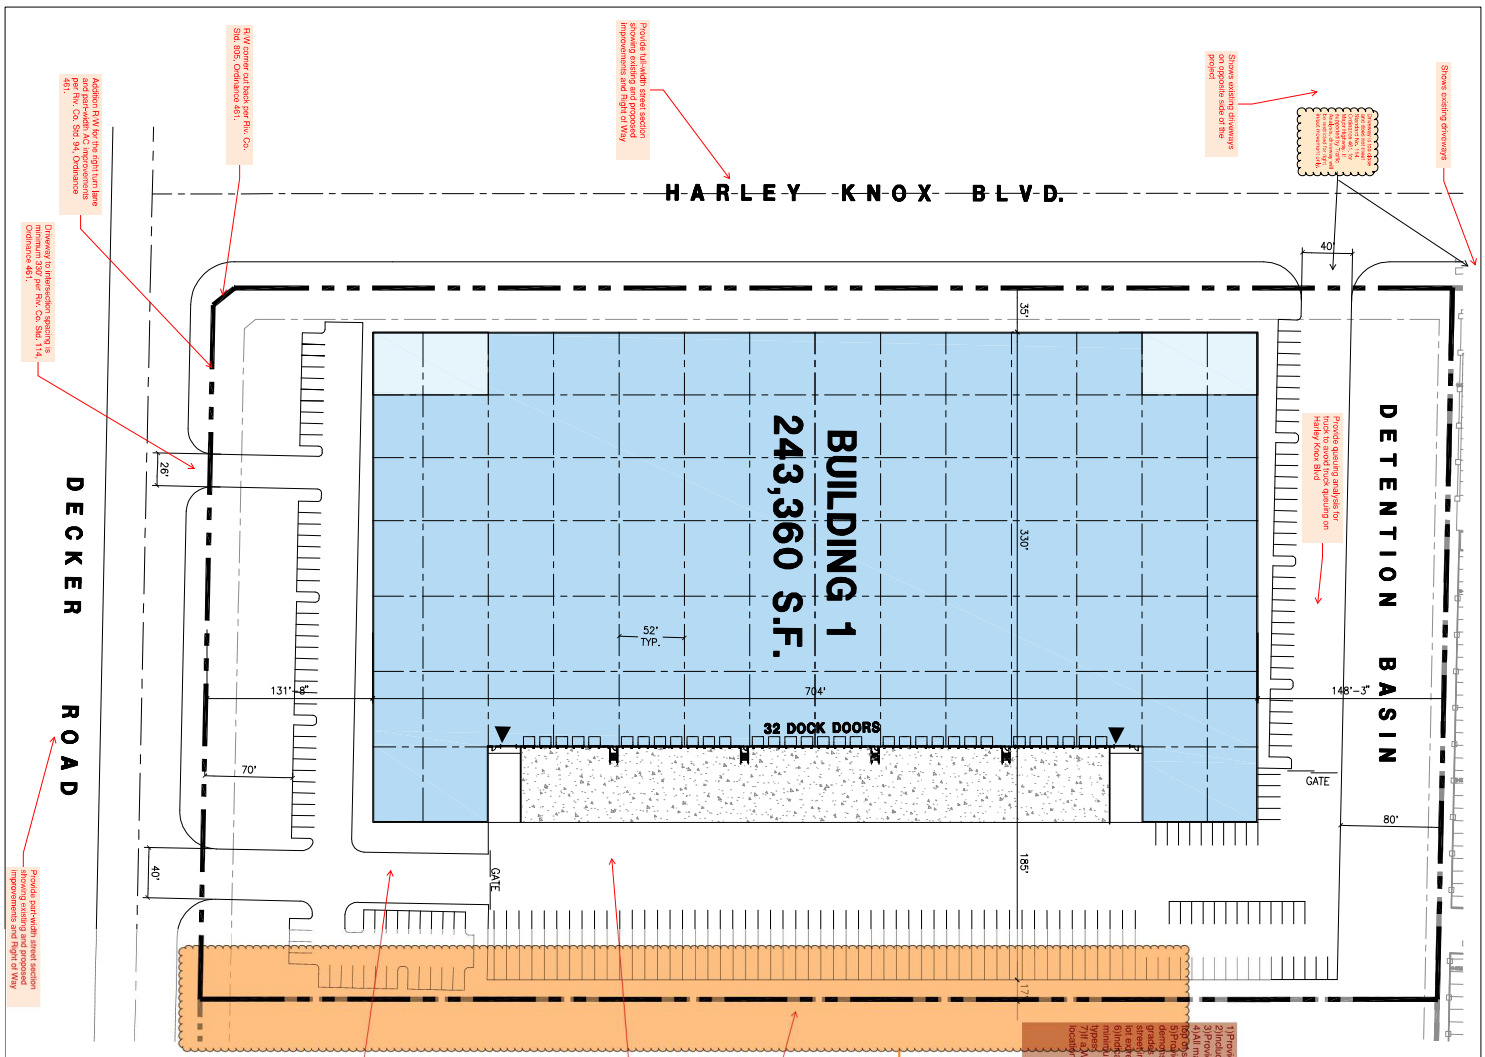 Provide full-width street section
showing existing and proposed
improvements and Right of Way
R/W corner cut back per Riv. Co.
Std. 805, Ordinance 461.
Addition R/W for the right turn lane
and part-width AC improvements
per Riv. Co. Std. 94, Ordinance
461.
Driveway to intersection spacing is
minimum 330' per Riv. Co. Std. 114,
Ordinance 461.
Shows existing driveways
on opposite side of the
project
Shows existing driveways
HARLEY KNOX BLVD.
40'
35'
Provide queuing analysis for
truck to avoid truck queuing on
Harley Knox Blvd
DETENTION BASIN
BUILDING 1
243,360 S.F.
330'
26'
52'
TYP.
DECKER ROAD
131'-8"
704'
148'-3"
32 DOCK DOORS
70'
GATE
80'
185'
40'
GATE
Provide part-width street section
showing existing and proposed
improvements and Right of Way
17'